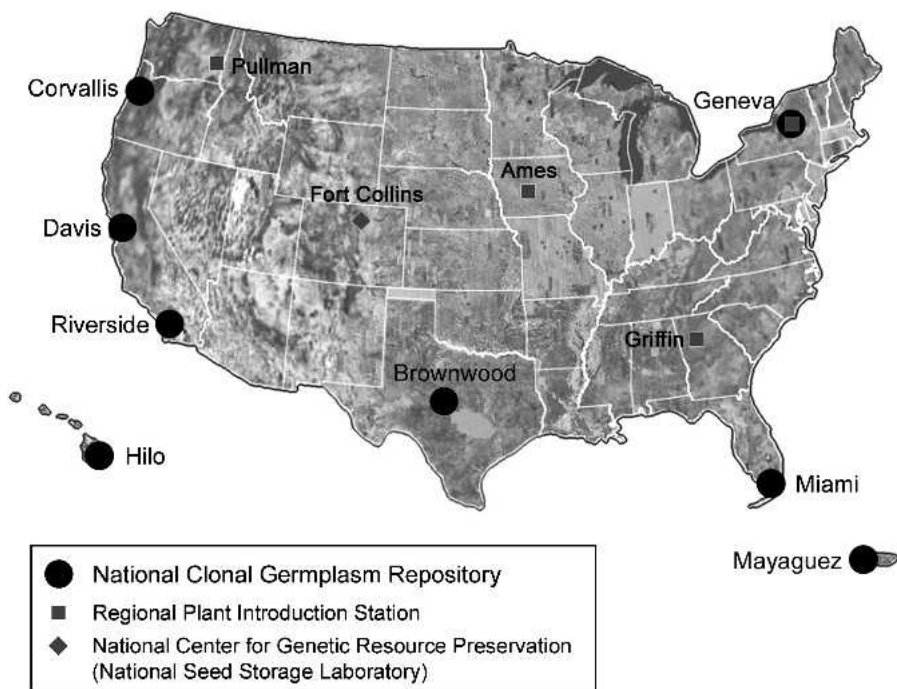 Pullman
Corvallis
Geneva
Ames
Fort Collins
Davis
Riverside
Griffin
Brownwood
Hilo
Miami
Mayaguez
National Clonal Germplasm Repository
Regional Plant Introduction Station
National Center for Genetic Resource Preservation
(National Seed Storage Laboratory)